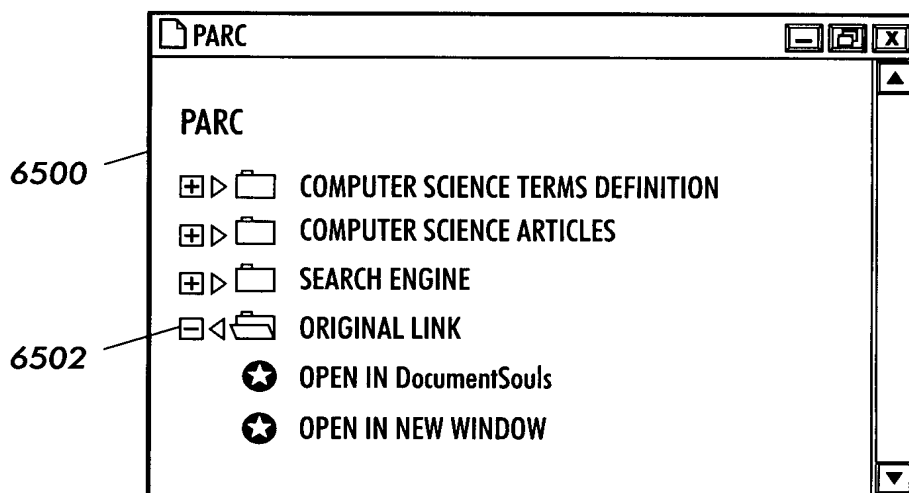 PARC
PARC
6500
COMPUTER SCIENCE TERMS DEFINITION
COMPUTER SCIENCE ARTICLES
SEARCH ENGINE
ORIGINAL LINK
6502
OPEN IN DocumentSouls
OPEN IN NEW WINDOW